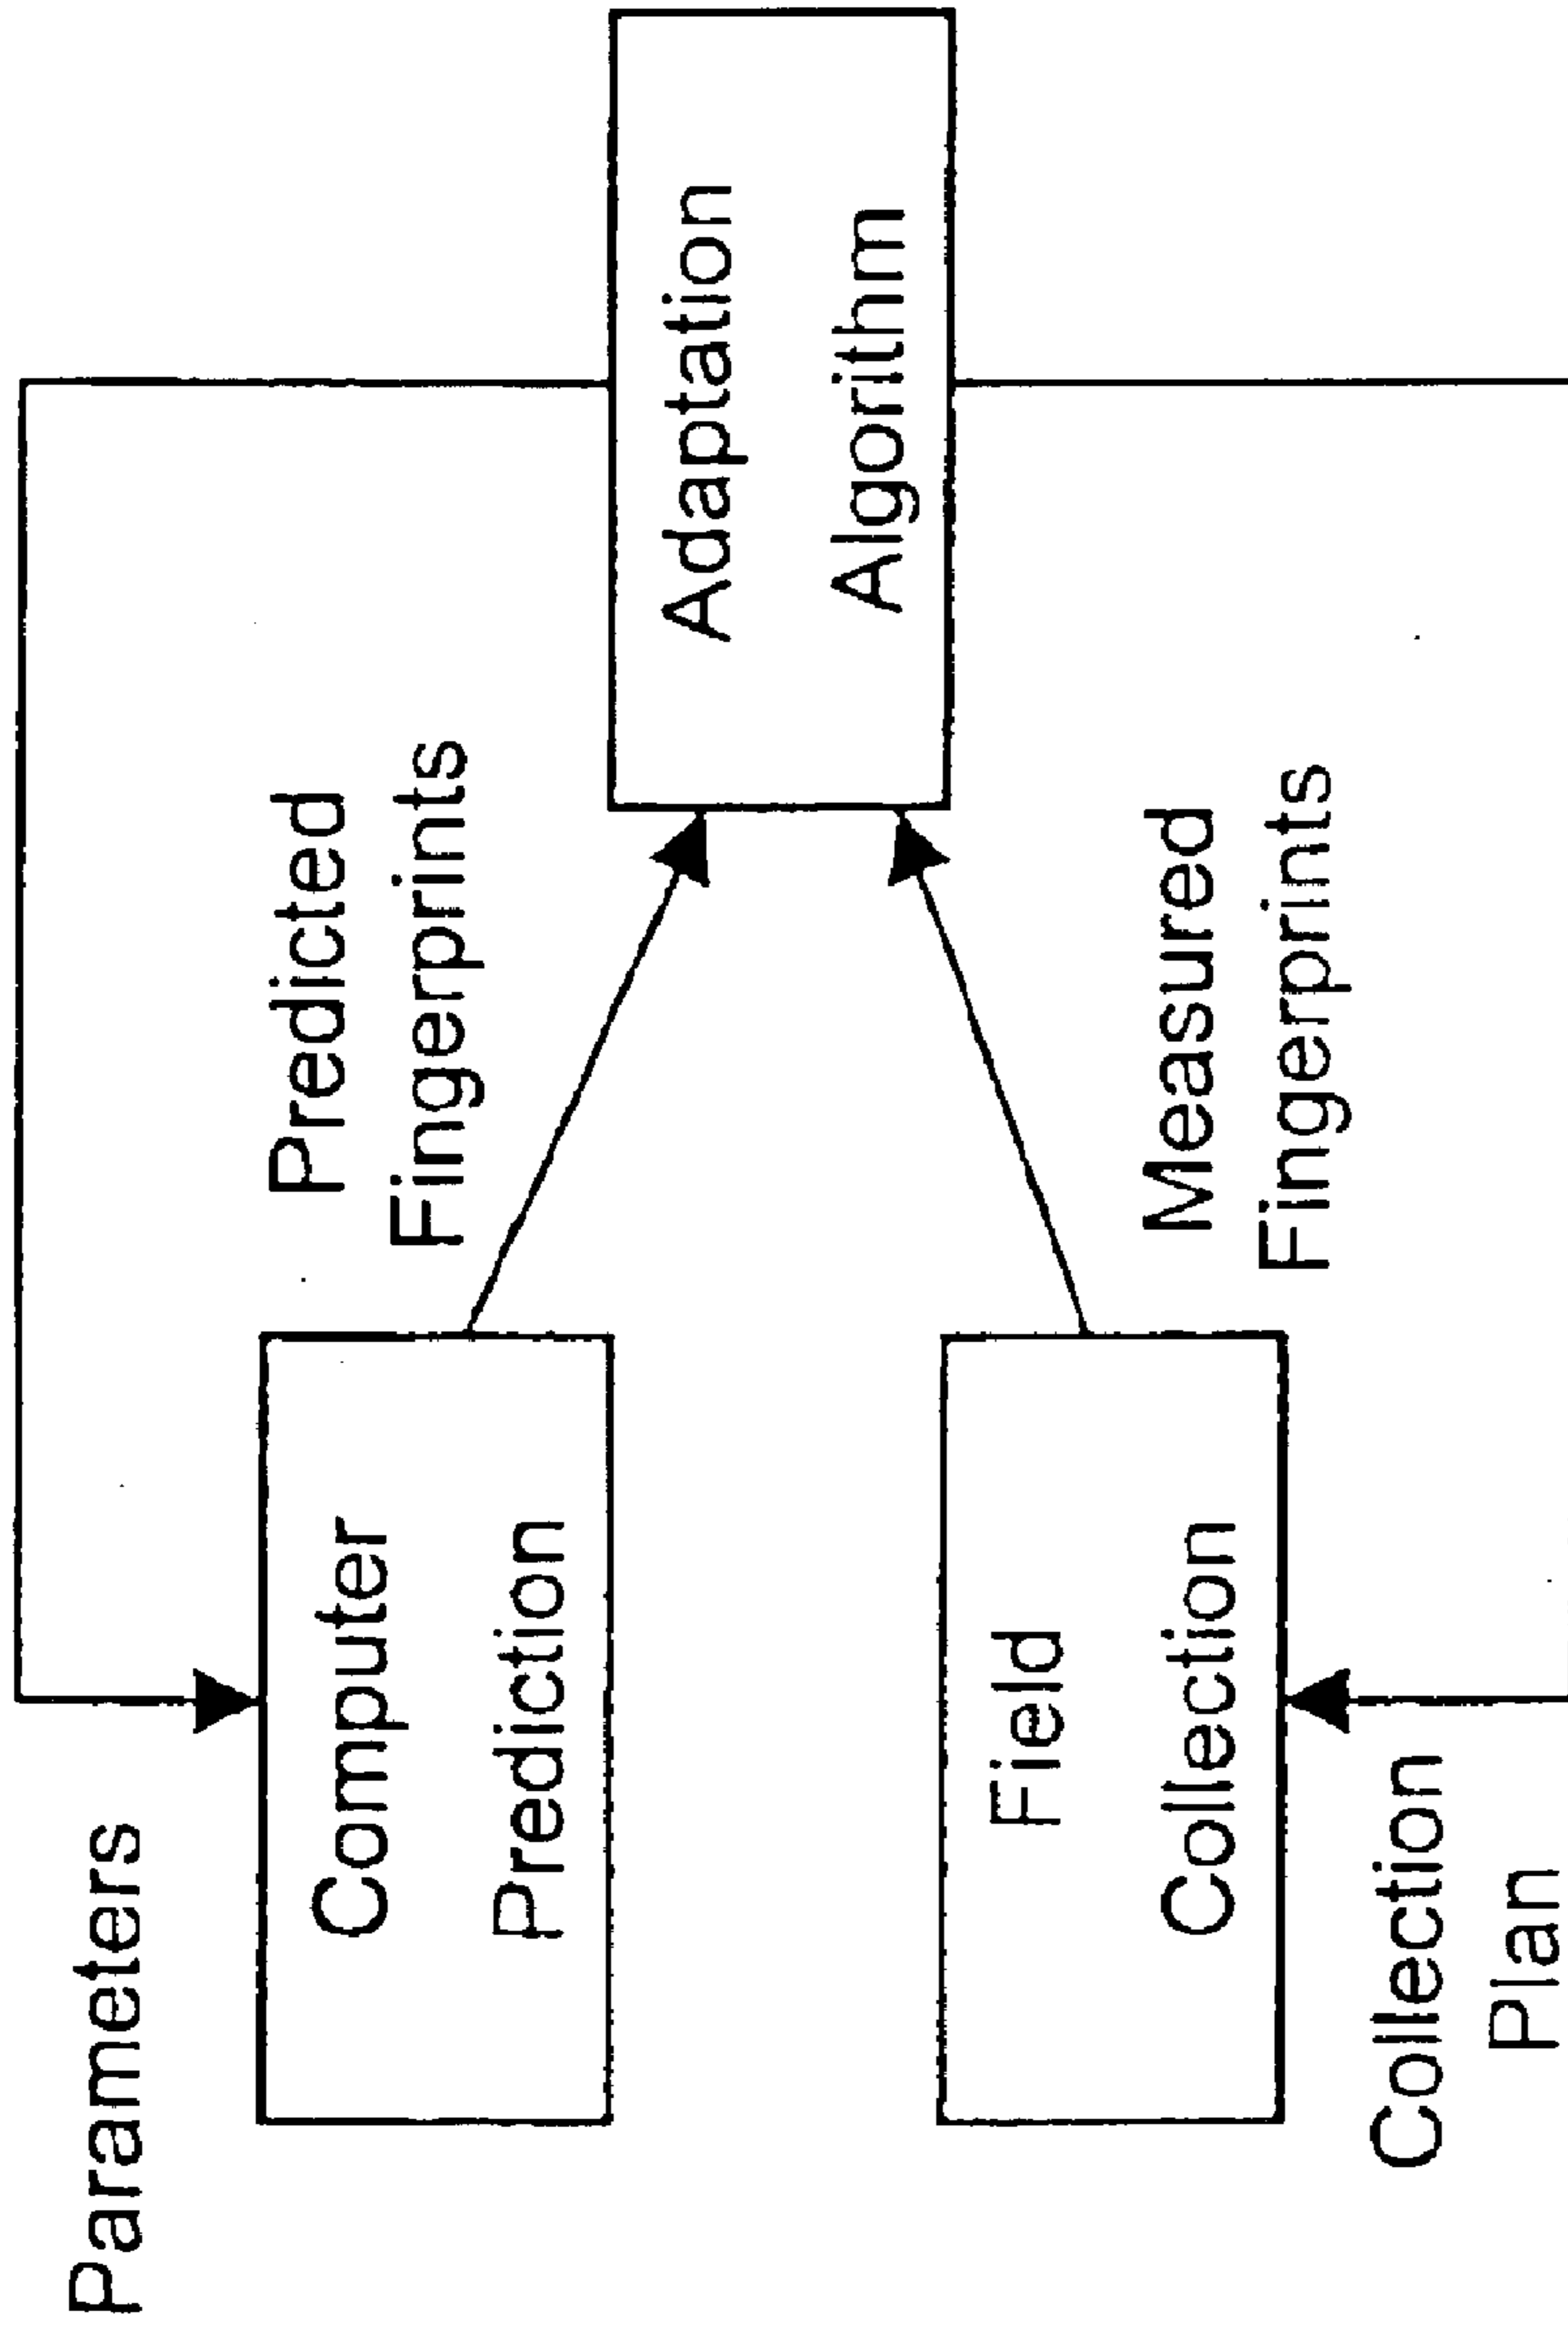 Parameters
Computer
Prediction
Predicted
Fingerprints
Adaptation
Algorithm
Field
Collection
Measured
Fingerprints
Collection
Plan